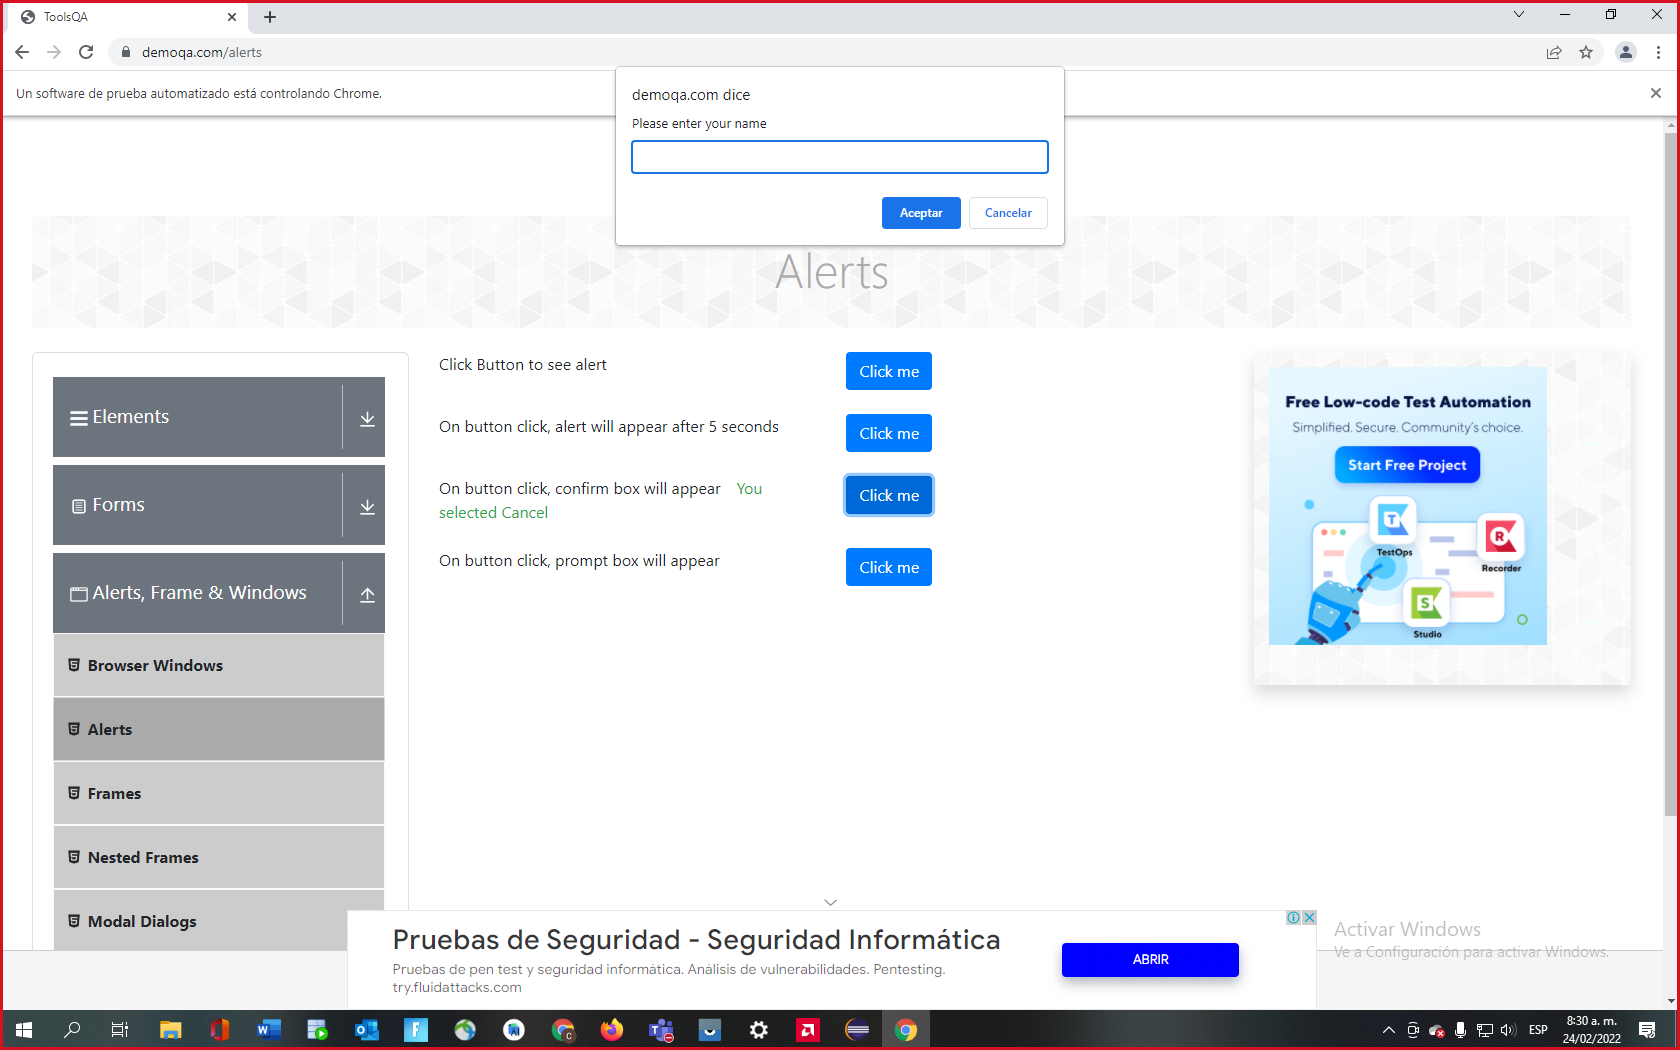 ToolsQA
demoqa.com/alerts
Un software de prueba automatizado está controlando Chrome.
demoqa.com dice
Please enter your name
Aceptar
Cancelar
Alerts
Elements
Forms
Alerts, Frame & Windows
Browser Windows
Alerts
Frames
Nested Frames
Modal Dialogs
Click Button to see alert
Click me
On button click, alert will appear after 5 seconds
Click me
On button click, confirm box will appear You
selected Cancel
Click me
On button click, prompt box will appear
Click me
Free Low-code Test Automation
Simplified. Secure. Community's choice.
Start Free Project
TestOps
Recorder
Studio
Pruebas de Seguridad - Seguridad Informática
Pruebas de pen test y seguridad informática. Análisis de vulnerabilidades. Pentesting.
try.fluidattacks.com
ABRIR
Activar Windows
Ve a Configuración para activar Windows.
ESP
8:30 a. m.
24/02/2022